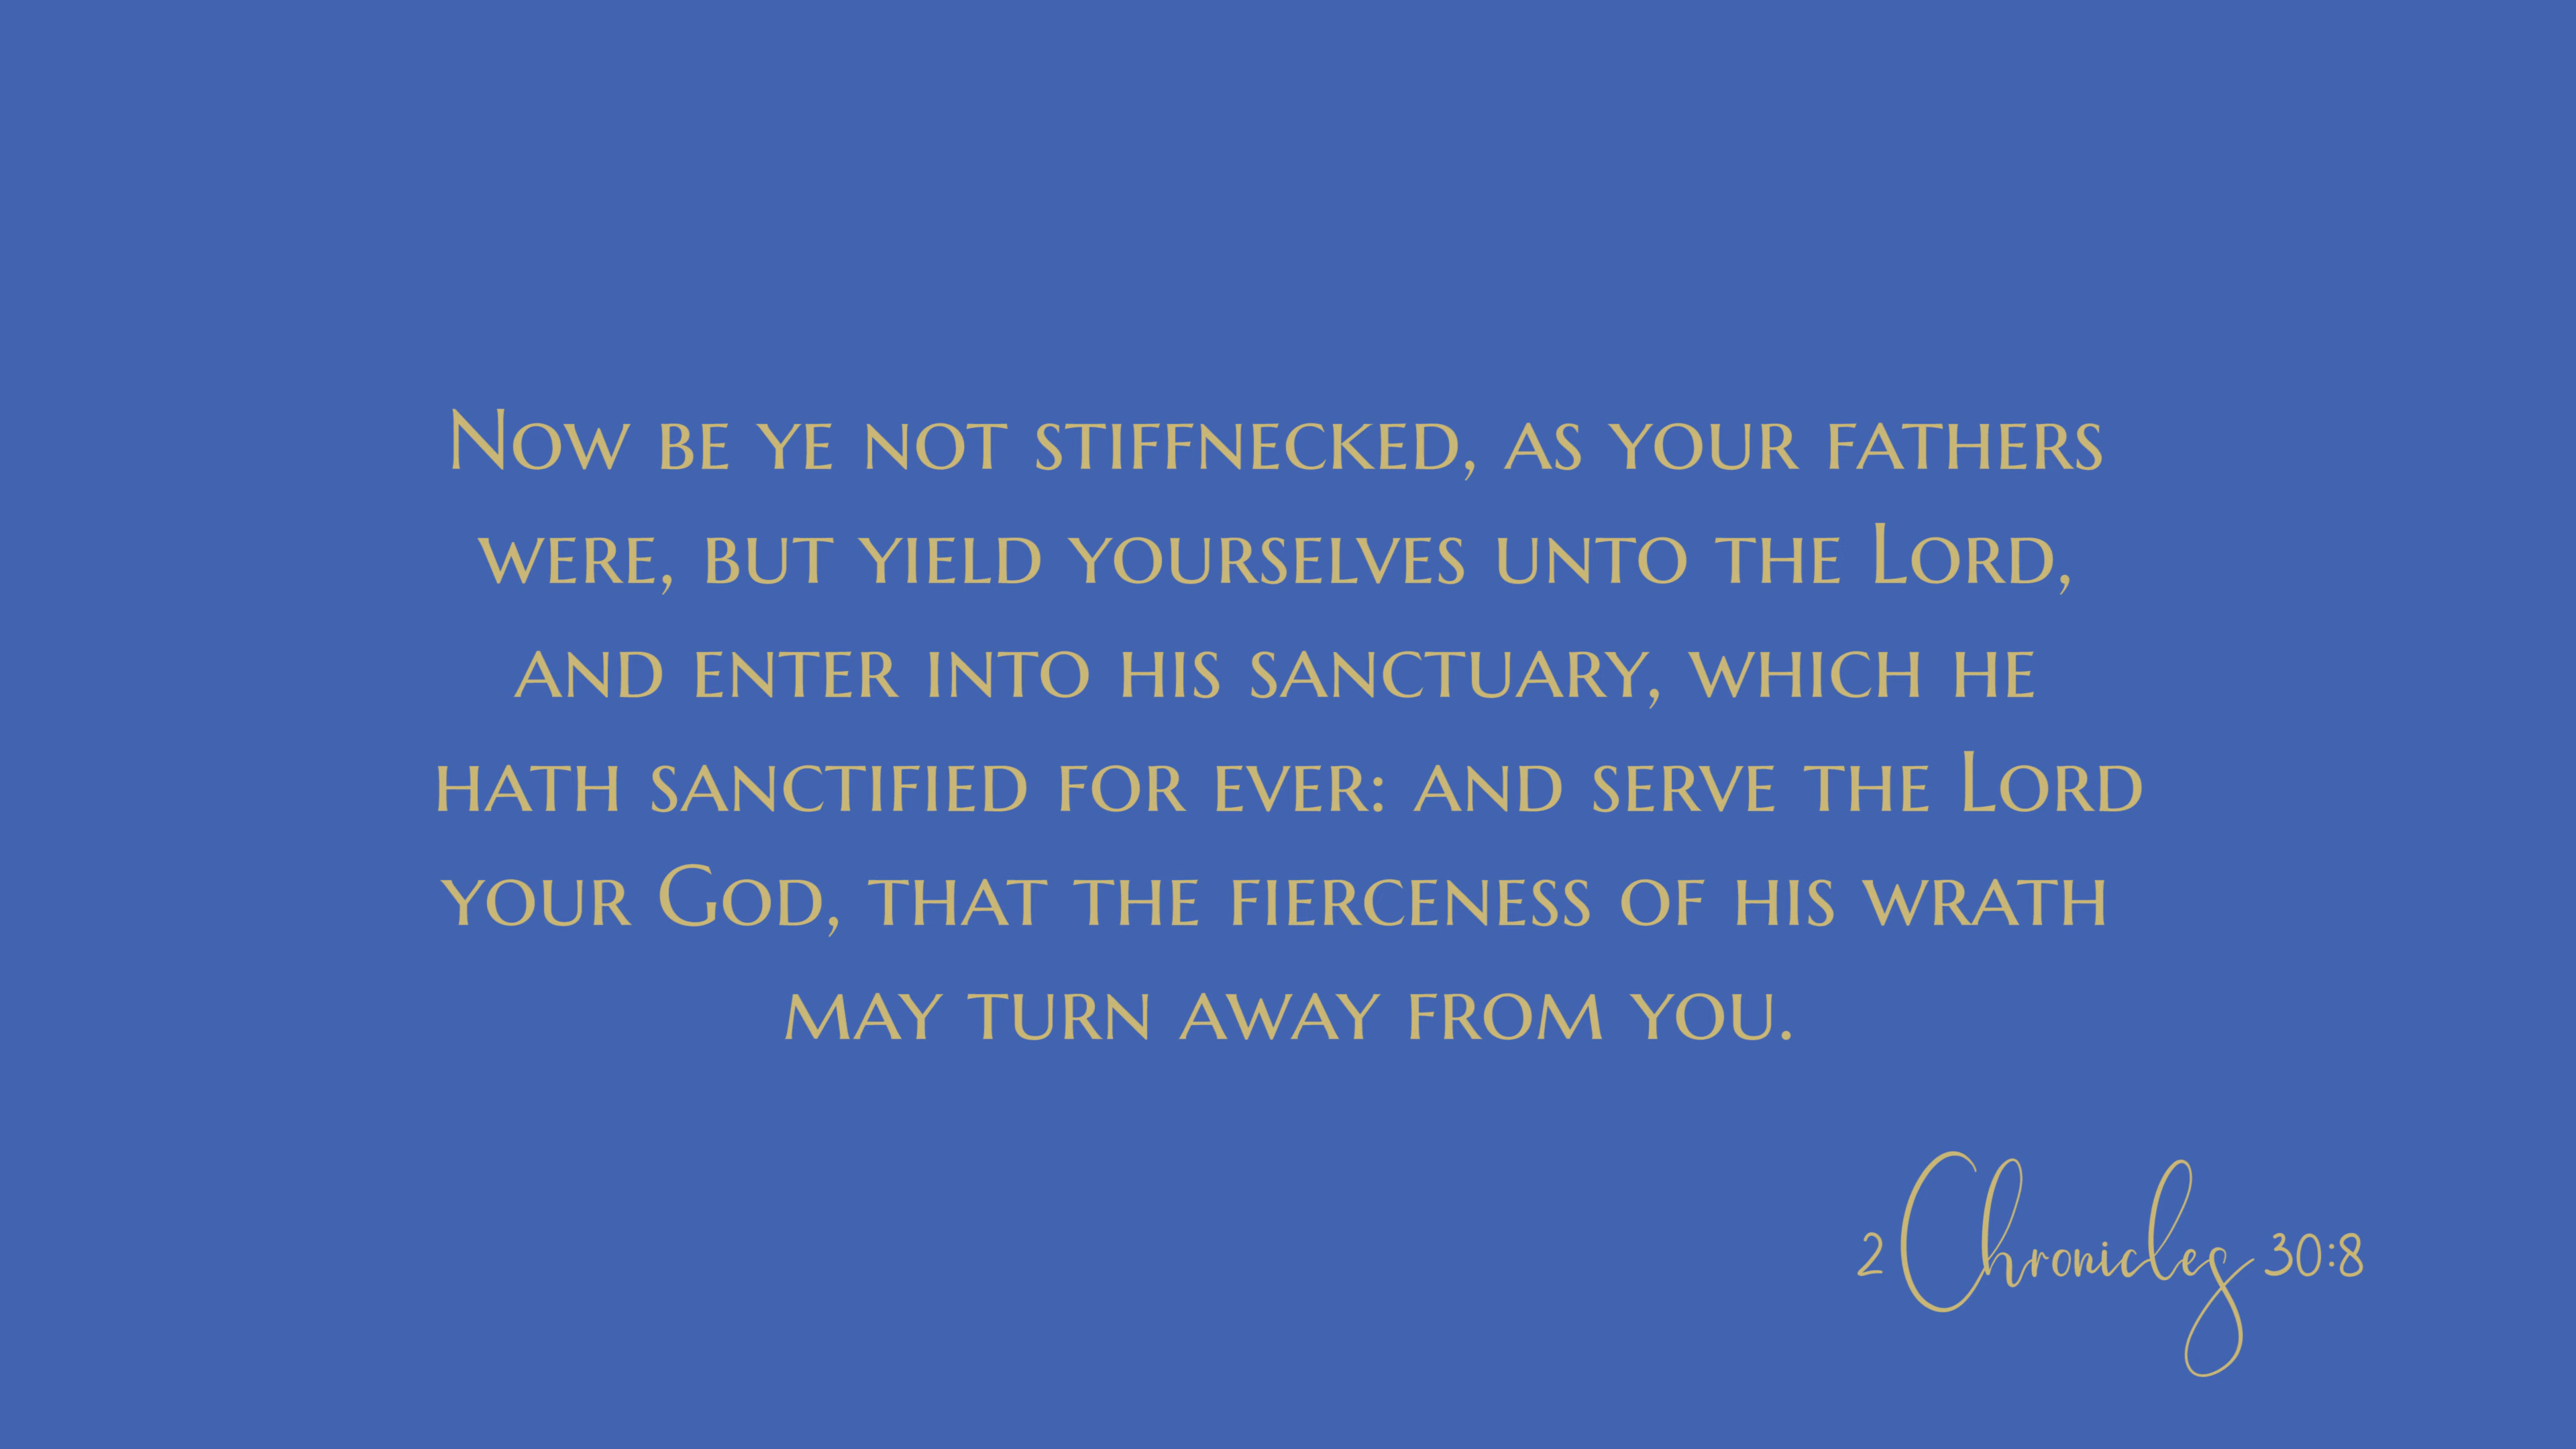 Now be ye not stiffnecked, as your fathers
were, but yield yourselves unto the Lord,
and enter into his sanctuary, which he
hath sanctified for ever: and serve the Lord
your God, that the fierceness of his wrath
may turn away from you.
2 Chronicles 30:8